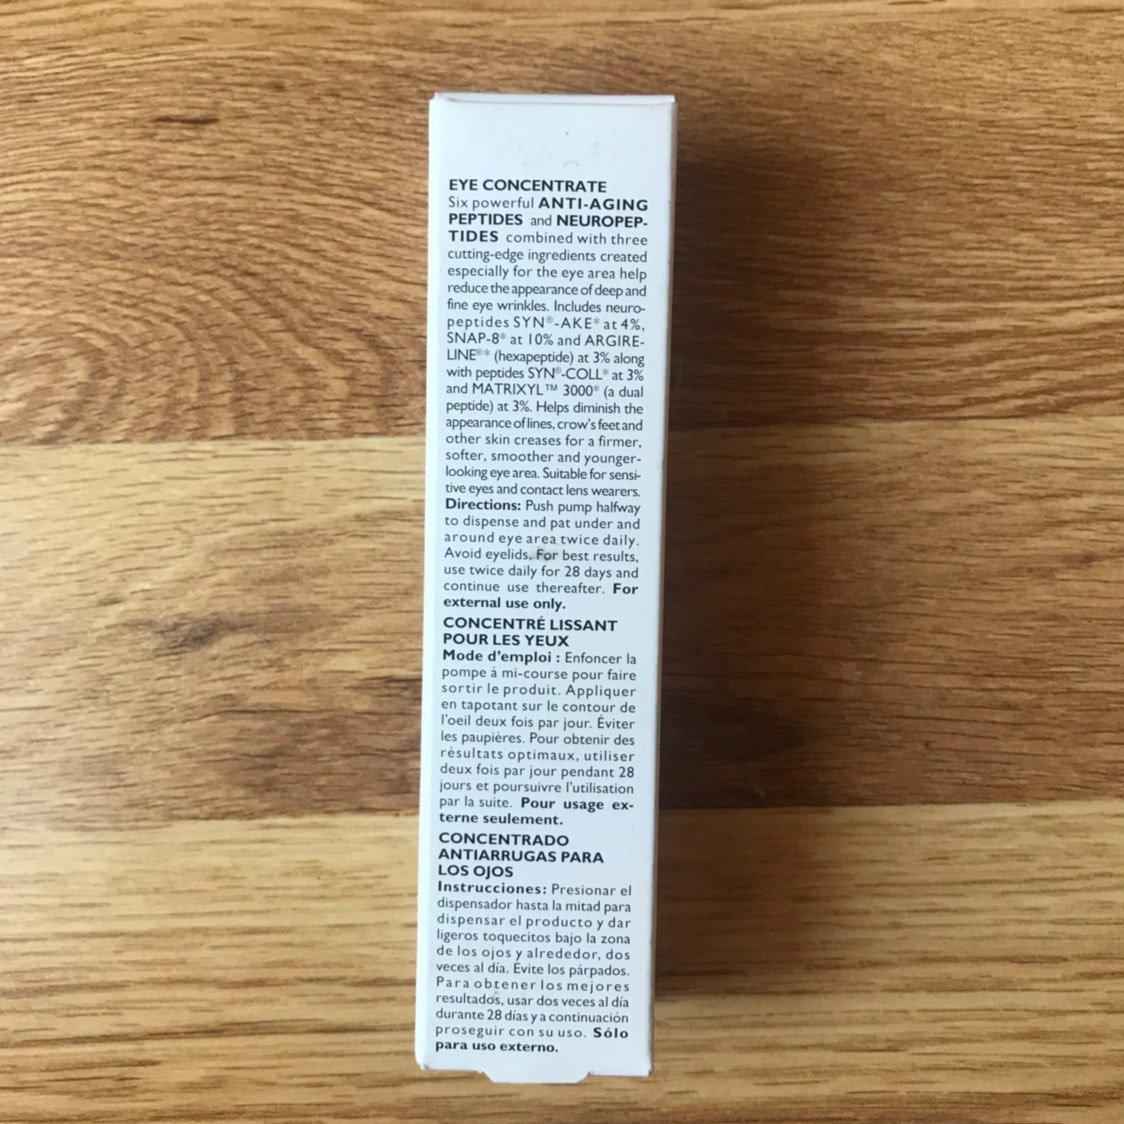 EYE CONCENTRATE
Six powerful ANTI-AGING
PEPTIDES and NEUROPEP-
TIDES combined with three
cutting-edge ingredients created
especially for the eye area help
reduce the appearance of deep and
fine eye wrinkles. Includes neuro-
peptides SYN®-AKE* at 4%,
SNAP-8* at 10% and ARGIRE-
LINE®* (hexapeptide) at 3% along
with peptides SYN®-COLL* at 3%
and MATRIXYL™ 3000* (a dual
peptide) at 3%. Helps diminish the
appearance of lines, crow's feet and
other skin creases for a firmer,
softer, smoother and younger-
looking eye area. Suitable for sensi-
tive eyes and contact lens wearers.
Directions: Push pump halfway
to dispense and pat under and
around eye area twice daily.
Avoid eyelids. For best results,
use twice daily for 28 days and
continue use thereafter. For
external use only.
CONCENTRÉ LISSANT
POUR LES YEUX
Mode d'emploi : Enfoncer la
pompe à mi-course pour faire
sortir le produit. Appliquer
en tapotant sur le contour de
l'oeil deux fois par jour. Éviter
les paupières. Pour obtenir des
résultats optimaux, utiliser
deux fois par jour pendant 28
jours et poursuivre l'utilisation
par la suite. Pour usage ex-
terne seulement.
CONCENTRADO
ANTIARRUGAS PARA
LOS OJOS
Instrucciones: Presionar el
dispensador hasta la mitad para
dispensar el producto y dar
ligeros toquecitos bajo la zona
de los ojos y alrededor, dos
veces al día. Evite los párpados.
Para obtener los mejores
resultados, usar dos veces al día
durante 28 días y a continuación
proseguir con su uso. Sólo
para uso externo.